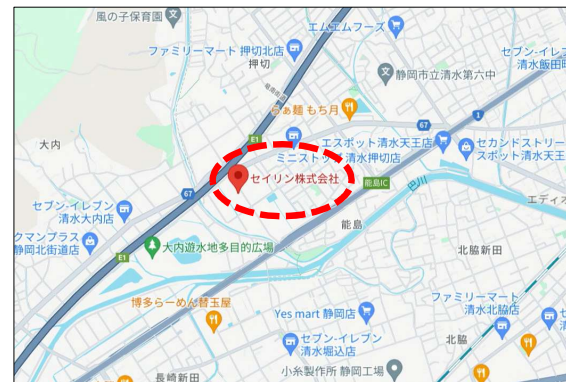 風の子保育園
エムエムフーズ
ファミリーマート 押切北店
押切
セブン-イレブ
清水飯田町
静岡市立清水第六中
らぁ麺 もち月
67
1
E1
エスポット清水天王店
セカンドストリー
スポット清水天王
ミニストップ 清水押切店
大内
セイリン株式会社
能島IC
67
巴川
エディオ
セブン-イレブン
清水大内店
能島
クマンプラス
静岡北街道店
大内遊水地多目的広場
北脇新田
E1
博多らーめん替玉屋
ファミリーマート
清水北脇店
Yes mart 静岡店
セブン-イレブン
清水堀込店
北脇
小糸製作所 静岡工場
長崎新田